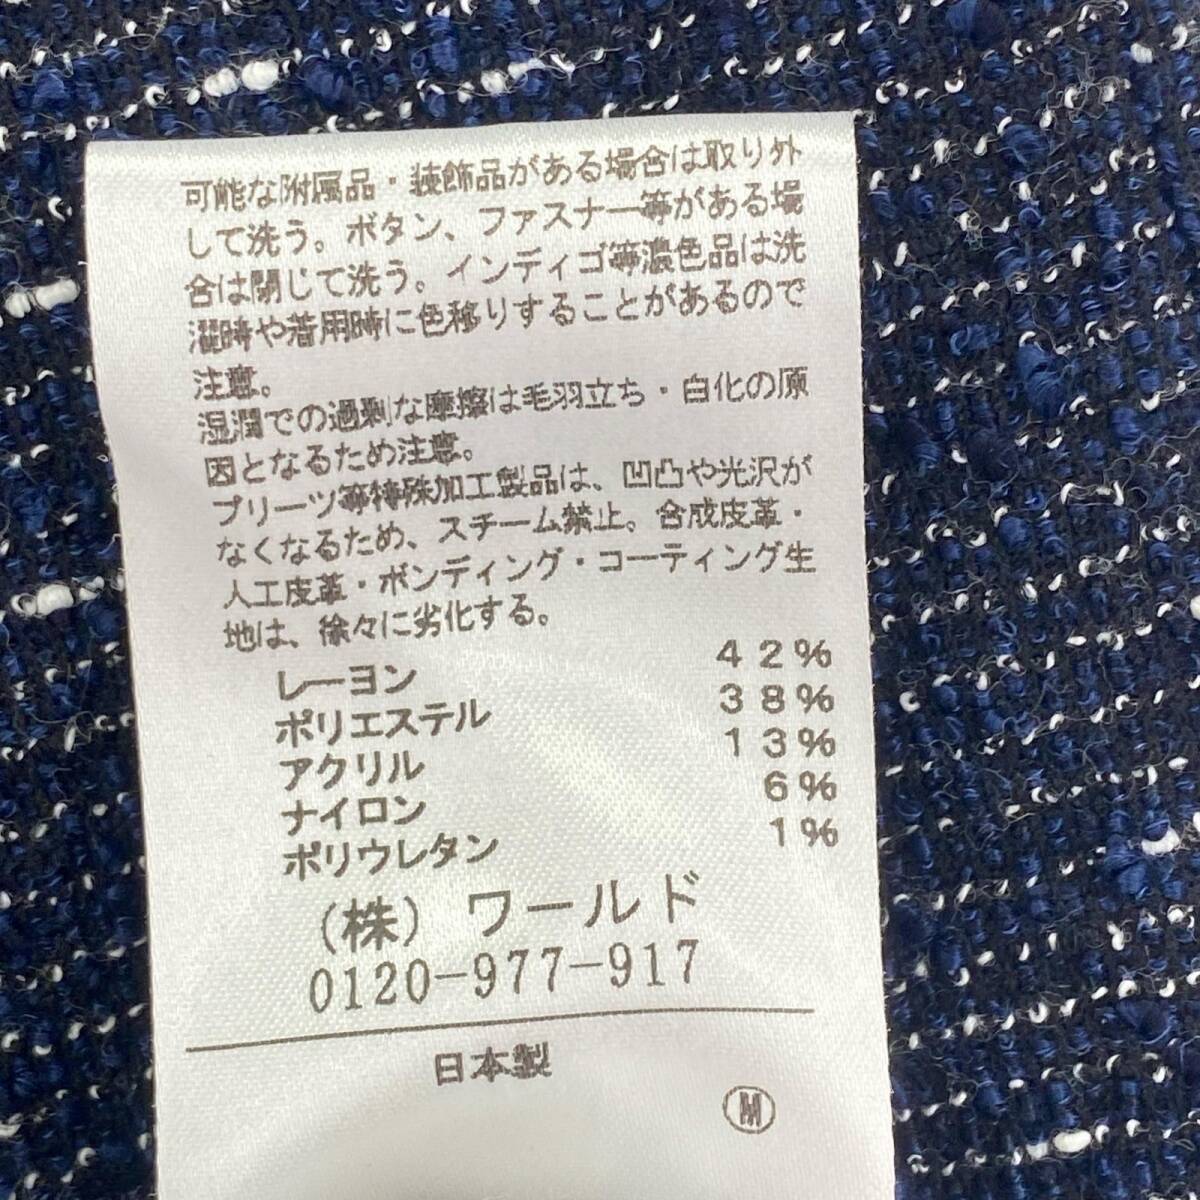 可能な附属品・装飾品がある場合は取り外
して洗う。ボタン、ファスナー等がある場
合は閉じて洗う。インディゴ等濃色品は洗
濯時や着用時に色移りすることがあるので
注意。
湿潤での過剰な摩擦は毛羽立ち・白化の原
因となるため注意。
プリーツ等特殊加工製品は、凹凸や光沢が
なくなるため、スチーム禁止。合成皮革・
人工皮革・ボンディング・コーティング生
地は、徐々に劣化する。
レーヨン 42%
ポリエステル 38%
アクリル 13%
ナイロン 6%
ポリウレタン 1%
(株) ワールド
0120-977-917
日本製
M